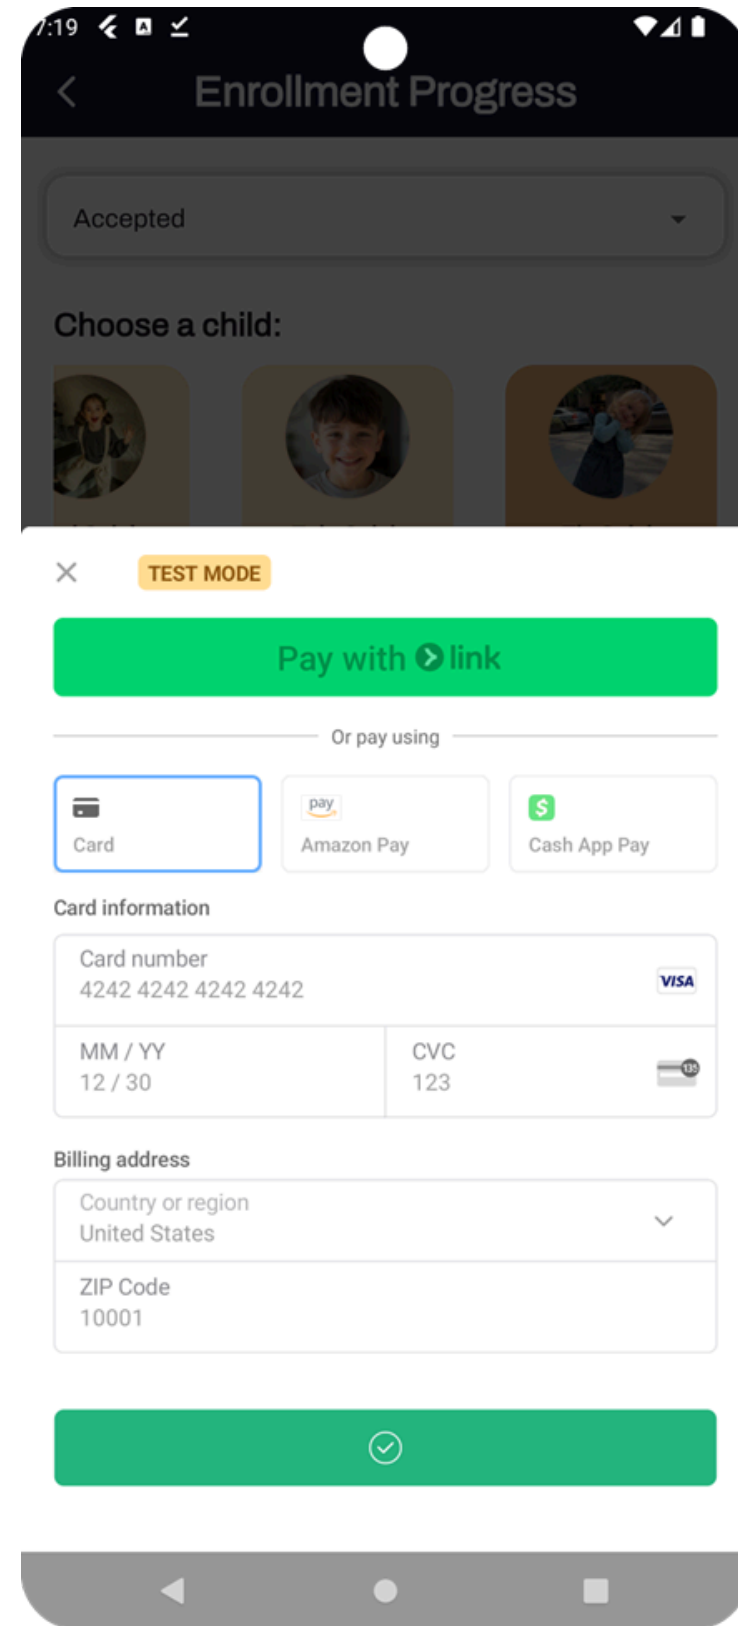 7:19
Enrollment Progress
Accepted
Choose a child:
TEST MODE
Pay with link
Or pay using
Card
pay
Amazon Pay
$
Cash App Pay
Card information
Card number
4242 4242 4242 4242
VISA
MM / YY
12 / 30
CVC
123
135
Billing address
Country or region
United States
ZIP Code
10001